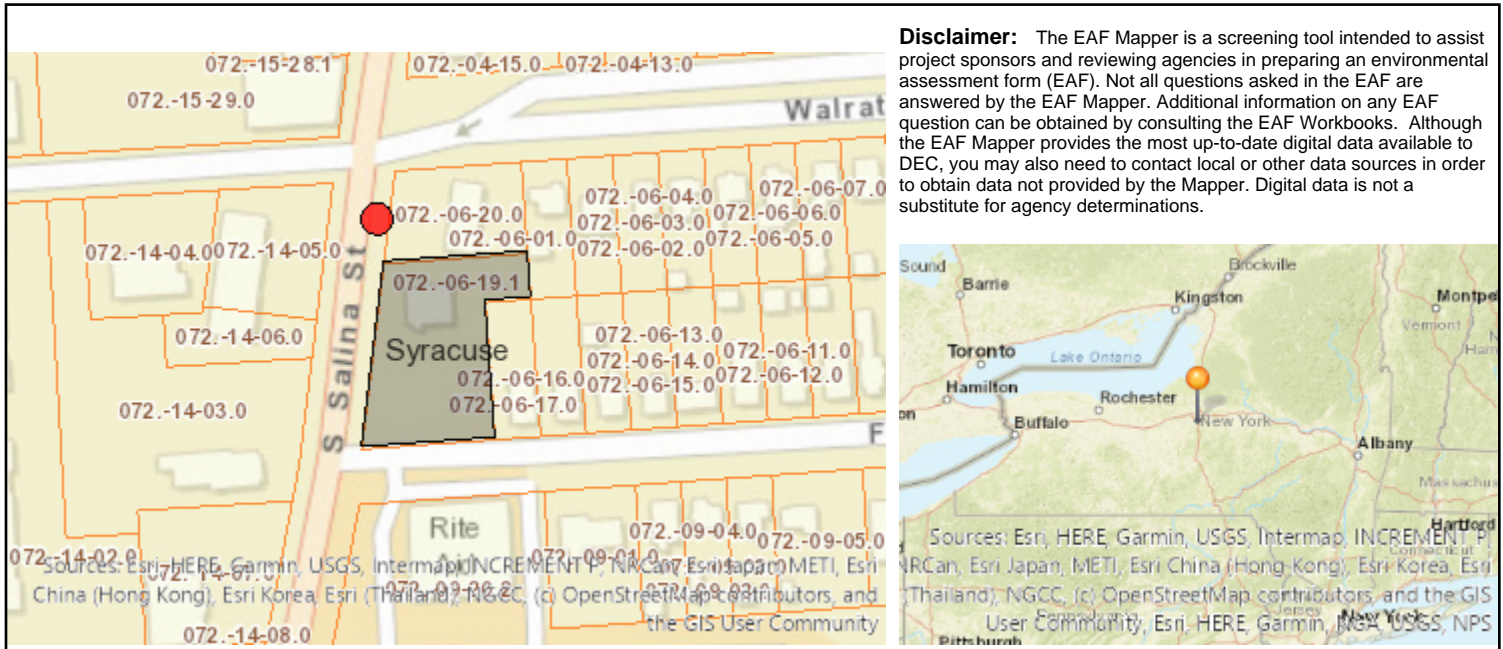 Disclaimer: The EAF Mapper is a screening tool intended to assist
project sponsors and reviewing agencies in preparing an environmental
assessment form (EAF). Not all questions asked in the EAF are
answered by the EAF Mapper. Additional information on any EAF
question can be obtained by consulting the EAF Workbooks. Although
the EAF Mapper provides the most up-to-date digital data available to
DEC, you may also need to contact local or other data sources in order
to obtain data not provided by the Mapper. Digital data is not a
substitute for agency determinations.
072.-15-28.1
072.-04-15.0
072.-04-13.0
072.-15-29.0
Walrat
072.-06-04.0
072.-06-07.0
072.-06-20.0
072.-06-03.0
072.-06-06.0
072.-06-01.0
072.-06-02.0
072.-06-05.0
072.-14-04.0
072.-14-05.0
S Salina St
072.-06-19.1
072.-14-06.0
072.-06-13.0
Syracuse
072.-06-14.0
072.-06-11.0
072.-06-16.0
072.-06-15.0
072.-06-12.0
072.-14-03.0
072.-06-17.0
F
Rite
072.-09-04.0
072.-09-05.0
072.-14-02.0
072.-09-01.0
Sources: Esri, HERE, Garmin, USGS, Intermap, INCREMENT P, NRCan, Esri Japan, METI, Esri
China (Hong Kong), Esri Korea, Esri (Thailand), NGCC, (c) OpenStreetMap contributors, and
the GIS User Community
072.-14-08.0
Sound
Barrie
Brockville
Kingston
Montpe
Vermont
Toronto
Lake Ontario
Ham
Hamilton
Rochester
Buffalo
New York
Albany
Massachus
Hartford
Connecticut
Sources: Esri, HERE, Garmin, USGS, Intermap, INCREMENT P,
NRCan, Esri Japan, METI, Esri China (Hong Kong), Esri Korea, Esri
(Thailand), NGCC, (c) OpenStreetMap contributors, and the GIS
User Community, Esri, HERE, Garmin, NGA, USGS, NPS
Pennsylvania
Jersey
New York
Pittsburgh